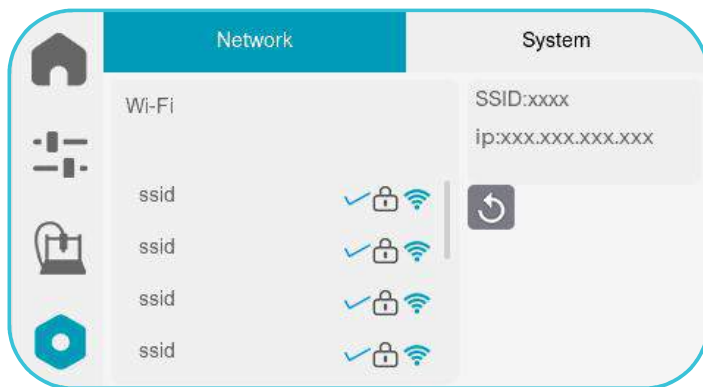 Network
System
Wi-Fi
SSID:xxxx
ip:xxx.xxx.xxx.xxx
ssid
ssid
ssid
ssid